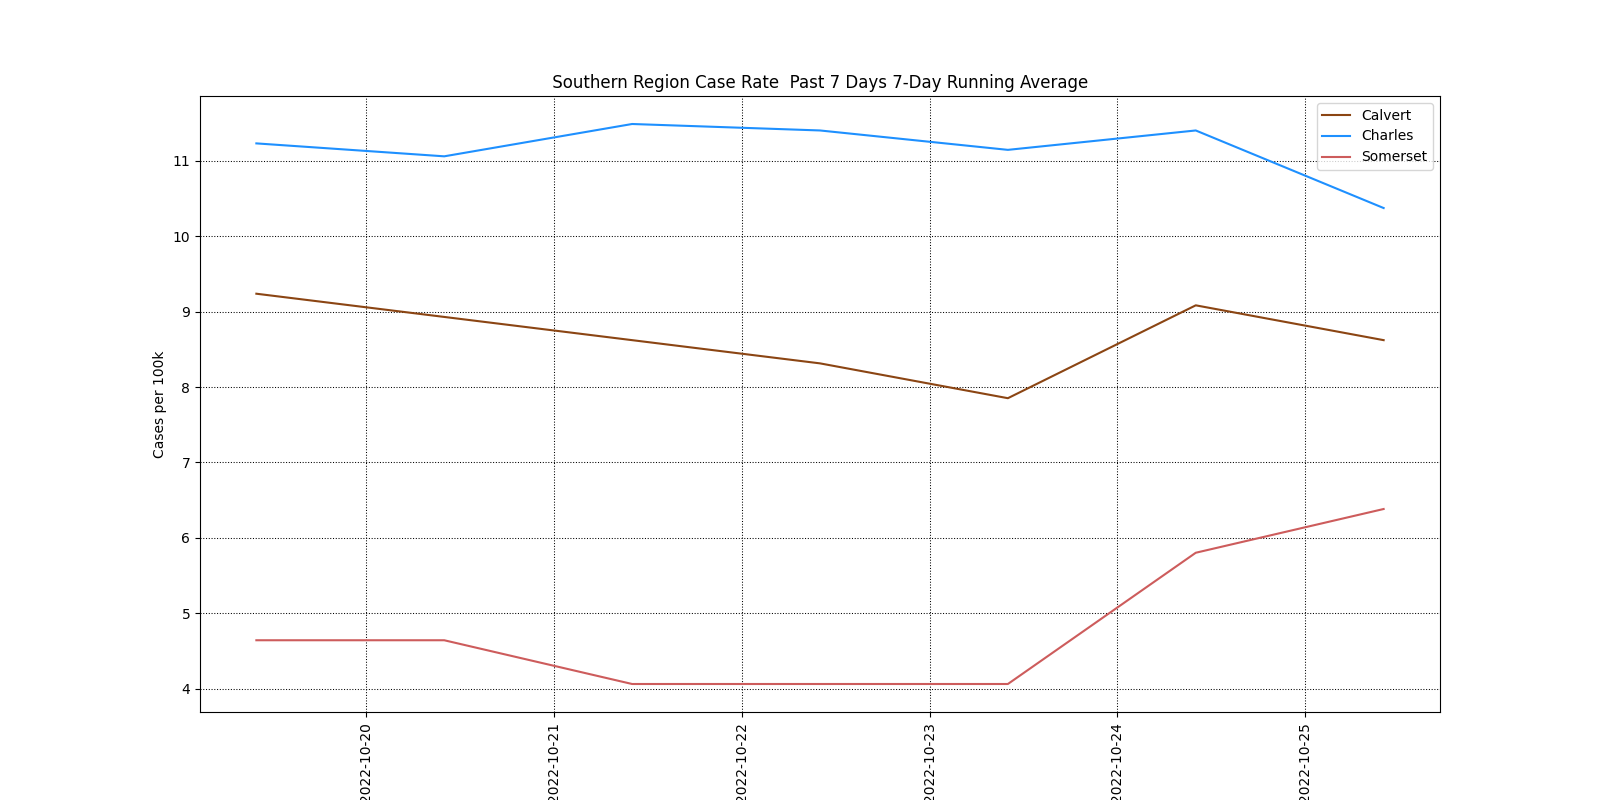 Southern Region Case Rate  Past 7 Days 7-Day Running Average
Calvert
Charles
Somerset
Cases per 100k
11
10
9
8
7
6
5
4
2022-10-20
2022-10-21
2022-10-22
2022-10-23
2022-10-24
2022-10-25